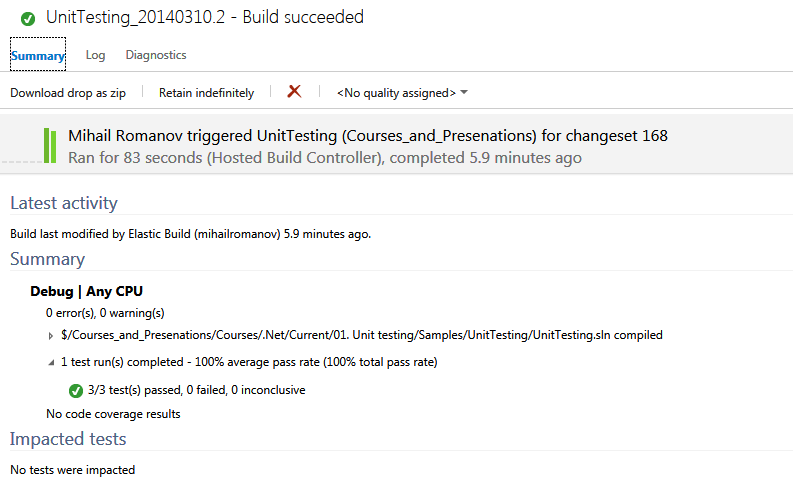 UnitTesting_20140310.2 - Build succeeded
Summary Log Diagnostics
Download drop as zip Retain indefinitely <No quality assigned>
Mihail Romanov triggered UnitTesting (Courses_and_Presenations) for changeset 168
Ran for 83 seconds (Hosted Build Controller), completed 5.9 minutes ago
Latest activity
Build last modified by Elastic Build (mihailromanov) 5.9 minutes ago.
Summary
Debug | Any CPU
0 error(s), 0 warning(s)
$/Courses_and_Presenations/Courses/.Net/Current/01. Unit testing/Samples/UnitTesting/UnitTesting.sln compiled
1 test run(s) completed - 100% average pass rate (100% total pass rate)
3/3 test(s) passed, 0 failed, 0 inconclusive
No code coverage results
Impacted tests
No tests were impacted